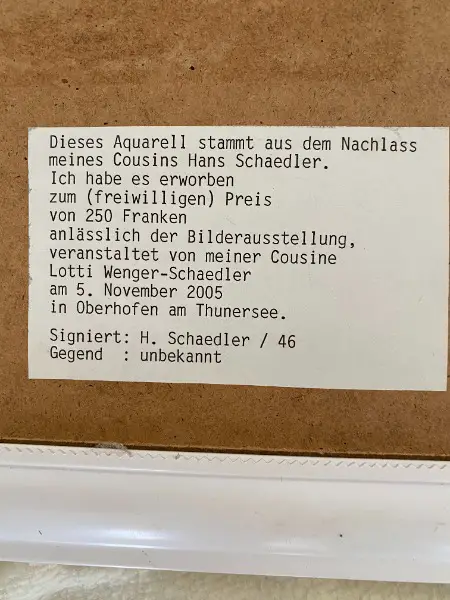 Dieses Aquarell stammt aus dem Nachlass
meines Cousins Hans Schaedler.
Ich habe es erworben
zum (freiwilligen) Preis
von 250 Franken
anlässlich der Bilderausstellung,
veranstaltet von meiner Cousine
Lotti Wenger-Schaedler
am 5. November 2005
in Oberhofen am Thunersee.
Signiert: H. Schaedler / 46
Gegend  : unbekannt